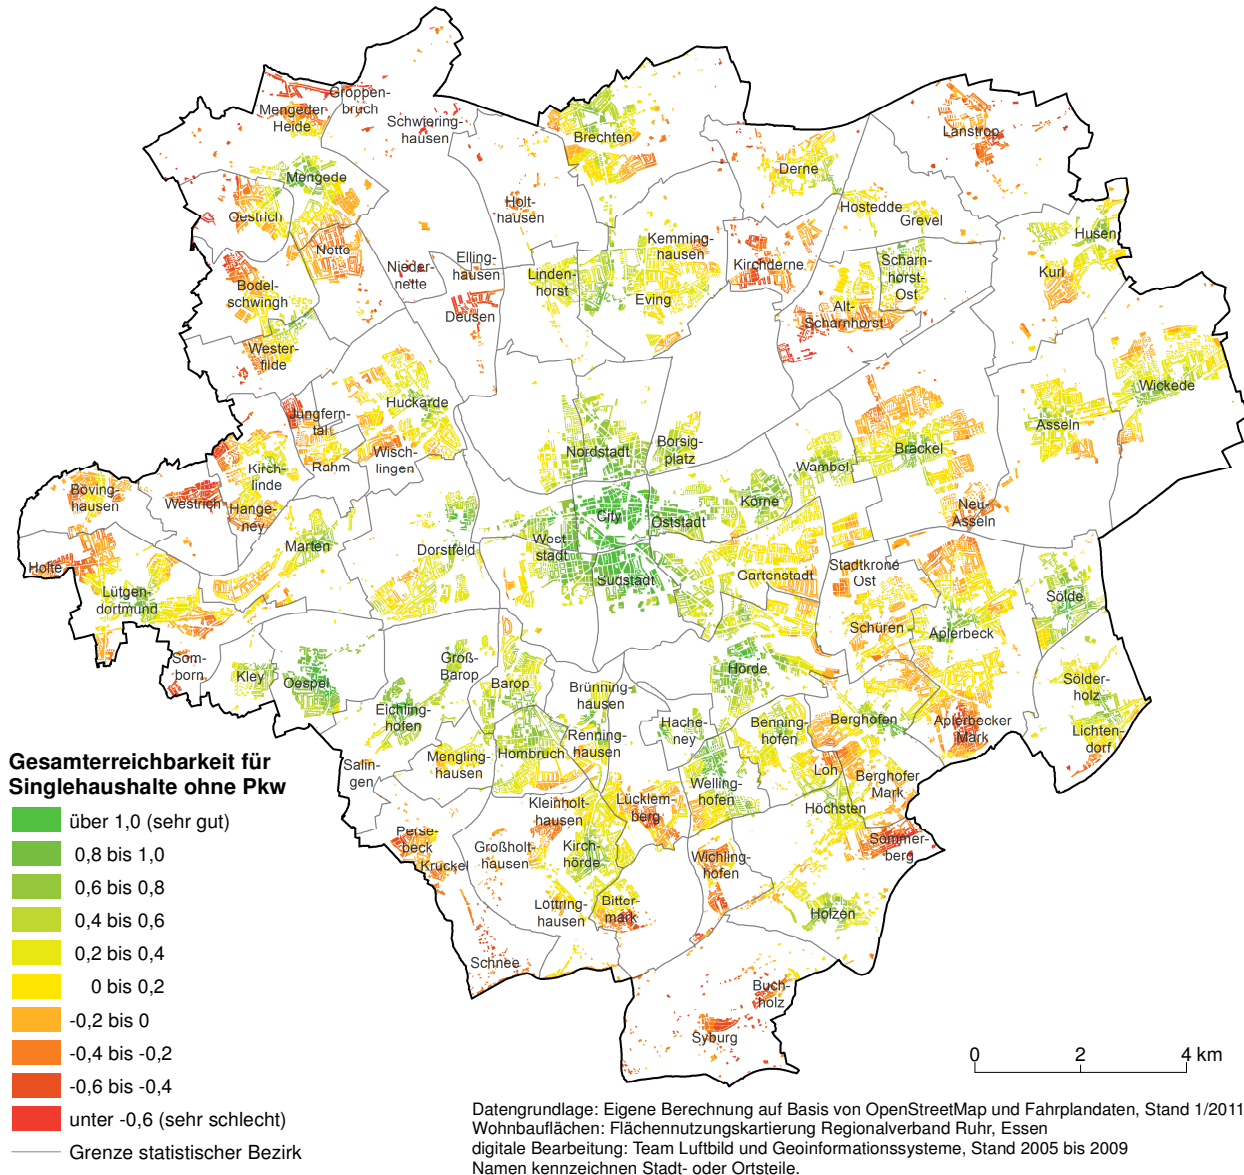 Groppen-
bruch
Mengeder
Heide
Schwiering-
hausen
Brechten
Lanstrop
Derne
Mengede
Oestrich
Holt-
hausen
Hostedde
Grevel
Husen
Nette
Kemming-
hausen
Kirchderne
Scharn-
horst-
Ost
Kurl
Elling-
hausen
Nieder-
nette
Linden-
horst
Bodel-
schwingh
Eving
Deusen
Alt-
Scharnhorst
Wester-
filde
Wickede
Huckarde
Jungfern-
tal
Asseln
Nordstadt
Borsig-
platz
Brackel
Wisch-
lingen
Rahm
Kirch-
linde
Wambel
Böving-
hausen
Westrich
Hange-
ney
Körne
Neu-
Asseln
City
Oststadt
West
stadt
Marten
Dorstfeld
Holte
Südstadt
Gartenstadt
Stadtkrone
Ost
Lütgen-
dortmund
Sölde
Schüren
Aplerbeck
Som-
born
Kley
Oespel
Groß-
Barop
Barop
Hörde
Sölder-
holz
Brünning-
hausen
Eichling-
hofen
Hache-
ney
Benning-
hofen
Berghofen
Aplerbecker
Mark
Lichten-
dorf
Renning-
hausen
Hombruch
Mengling-
hausen
Salin-
gen
Loh
Berghofer
Mark
Welling-
hofen
Höchsten
Kleinholt-
hausen
Lücklem-
berg
Sommer-
berg
Petse-
beck
Kruckel
Großholt-
hausen
Kirch-
hörde
Wichling-
hofen
Löttring-
hausen
Bitter-
mark
Holzen
Schnee
Buch-
holz
Syburg
Gesamterreichbarkeit für
Singlehaushalte ohne Pkw
über 1,0 (sehr gut)
0,8 bis 1,0
0,6 bis 0,8
0,4 bis 0,6
0,2 bis 0,4
0 bis 0,2
-0,2 bis 0
-0,4 bis -0,2
-0,6 bis -0,4
unter -0,6 (sehr schlecht)
Grenze statistischer Bezirk
0 2 4 km
Datengrundlage: Eigene Berechnung auf Basis von OpenStreetMap und Fahrplandaten, Stand 1/2011
Wohnbauflächen: Flächennutzungskartierung Regionalverband Ruhr, Essen
digitale Bearbeitung: Team Luftbild und Geoinformationssysteme, Stand 2005 bis 2009
Namen kennzeichnen Stadt- oder Ortsteile.